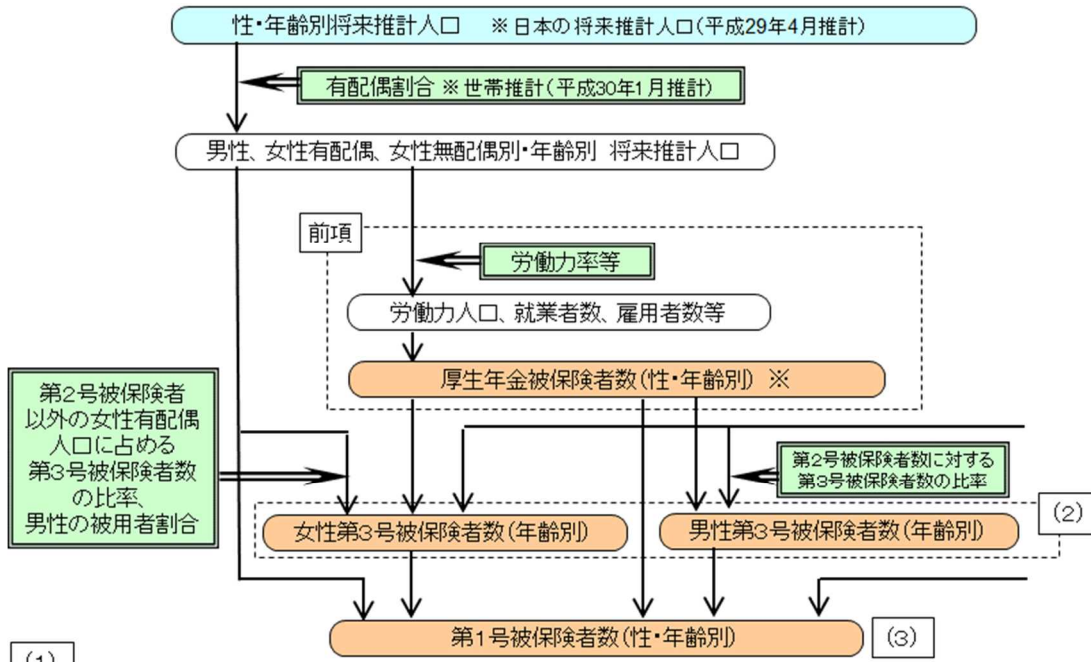 性・年齢別将来推計人口　※日本の将来推計人口(平成29年4月推計)
有配偶割合 ※世帯推計(平成30年1月推計)
男性、女性有配偶、女性無配偶別・年齢別 将来推計人口
前項
労働力率等
労働力人口、就業者数、雇用者数等
厚生年金被保険者数(性・年齢別) ※
第2号被保険者
以外の女性有配偶
人口に占める
第3号被保険者数
の比率、
男性の被用者割合
第2号被保険者数に対する
第3号被保険者数の比率
(2)
女性第3号被保険者数(年齢別)
男性第3号被保険者数(年齢別)
第1号被保険者数(性・年齢別)
(3)
(1)